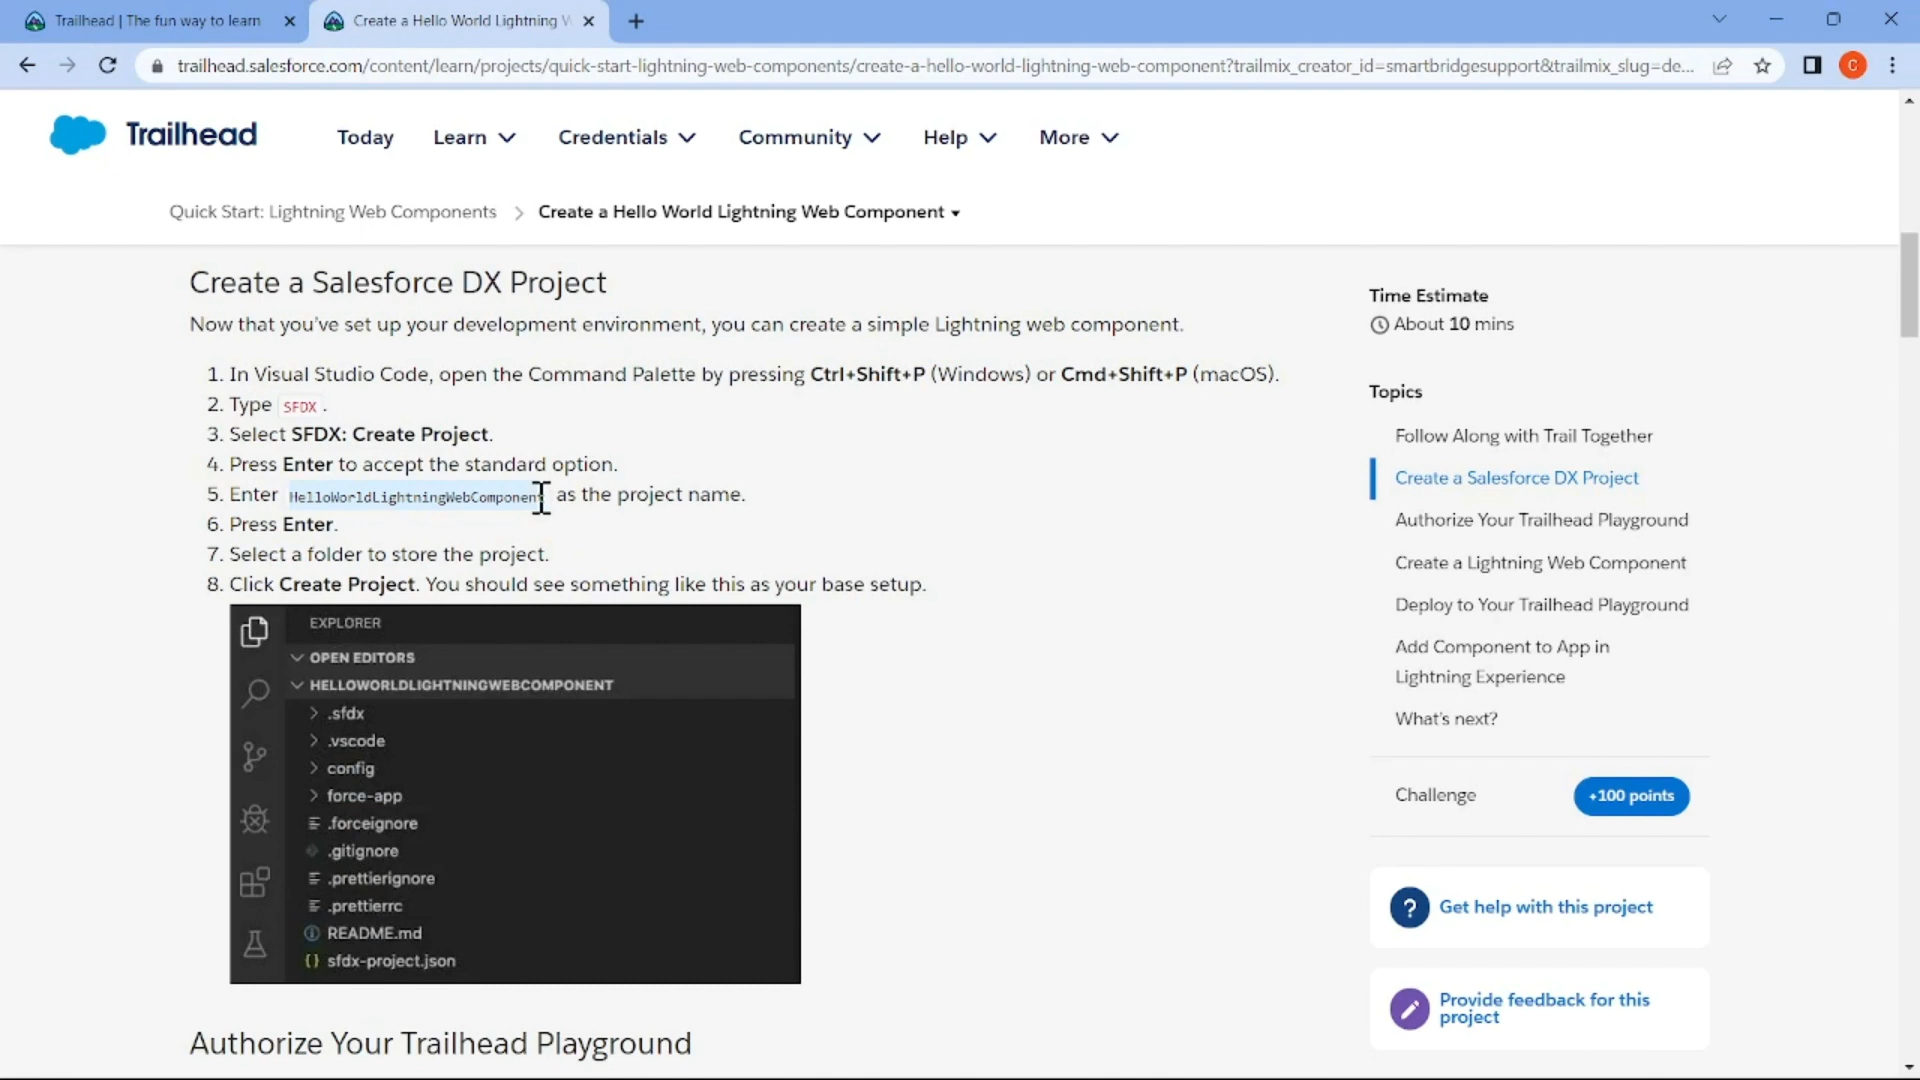 Trailhead | The fun way to learn
Create a Hello World Lightning W
trailhead.salesforce.com/content/learn/projects/quick-start-lightning-web-components/create-a-hello-world-lightning-web-component?trailmix_creator_id=smartbridgesupport&trailmix_slug=de...
C
Trailhead
Today Learn Credentials Community Help More
Quick Start: Lightning Web Components > Create a Hello World Lightning Web Component
Create a Salesforce DX Project
Now that you've set up your development environment, you can create a simple Lightning web component.
1. In Visual Studio Code, open the Command Palette by pressing Ctrl+Shift+P (Windows) or Cmd+Shift+P (macOS).
2. Type SFDX .
3. Select SFDX: Create Project.
4. Press Enter to accept the standard option.
5. Enter HelloWorldLightningWebComponent as the project name.
6. Press Enter.
7. Select a folder to store the project.
8. Click Create Project. You should see something like this as your base setup.
EXPLORER
OPEN EDITORS
HELLOWORLDLIGHTNINGWEBCOMPONENT
.sfdx
.vscode
config
force-app
.forceignore
.gitignore
.prettierignore
.prettierrc
README.md
{} sfdx-project.json
Authorize Your Trailhead Playground
Time Estimate
About 10 mins
Topics
Follow Along with Trail Together
Create a Salesforce DX Project
Authorize Your Trailhead Playground
Create a Lightning Web Component
Deploy to Your Trailhead Playground
Add Component to App in
Lightning Experience
What's next?
Challenge +100 points
? Get help with this project
Provide feedback for this
project